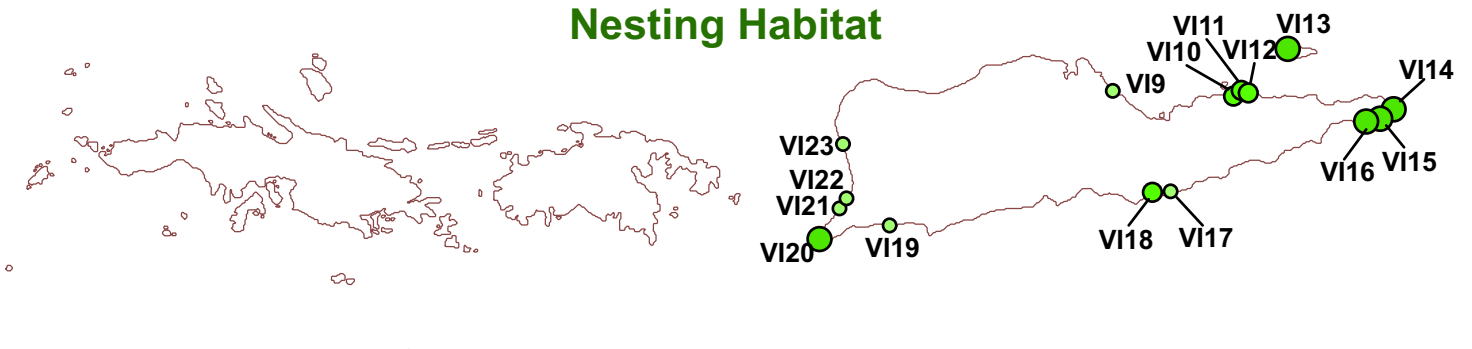 Nesting Habitat
VI13
VI11
VI10
VI12
VI14
VI9
VI23
VI15
VI16
VI22
VI21
VI20
VI19
VI18
VI17